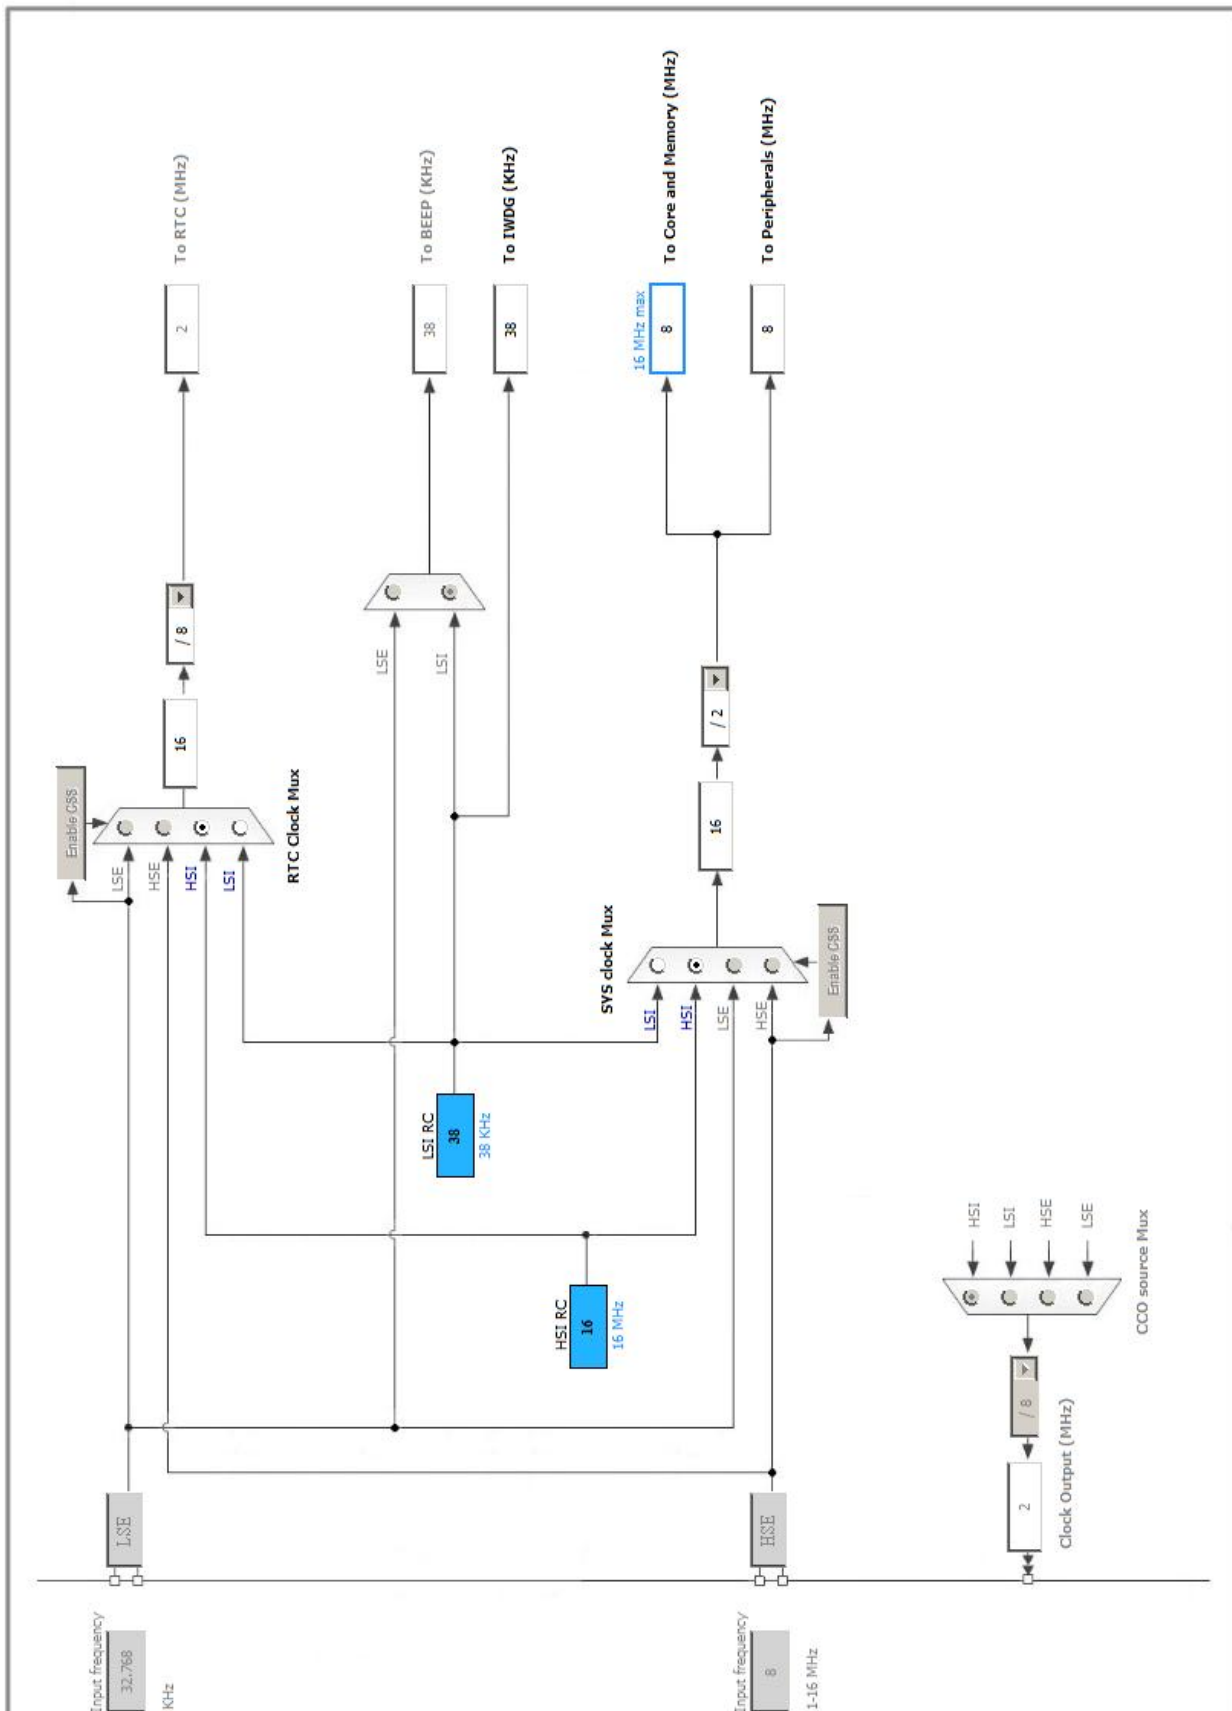 Input frequency
32.768
KHz
LSE
Enable CSS
LSE
HSE
HSI
LSI
RTC Clock Mux
16
/ 8
2
To RTC (MHz)
LSE
LSI
38
To BEEP (KHz)
38
To IWDG (KHz)
LSI RC
38
38 KHz
HSI RC
16
16 MHz
SYS clock Mux
LSI
HSI
LSE
HSE
Enable CSS
16
/ 2
16 MHz max
8
To Core and Memory (MHz)
8
To Peripherals (MHz)
Input frequency
8
1-16 MHz
HSE
HSI
LSI
HSE
LSE
CCO source Mux
/ 8
2
Clock Output (MHz)